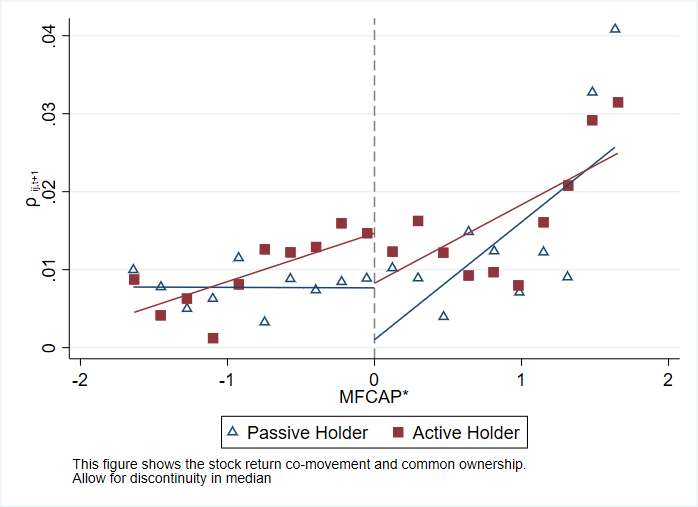 .04
.03
.02
.01
0
ρ ij,t+1
-2 -1 0 1 2
MFCAP*
Passive Holder Active Holder
This figure shows the stock return co-movement and common ownership.
Allow for discontinuity in median